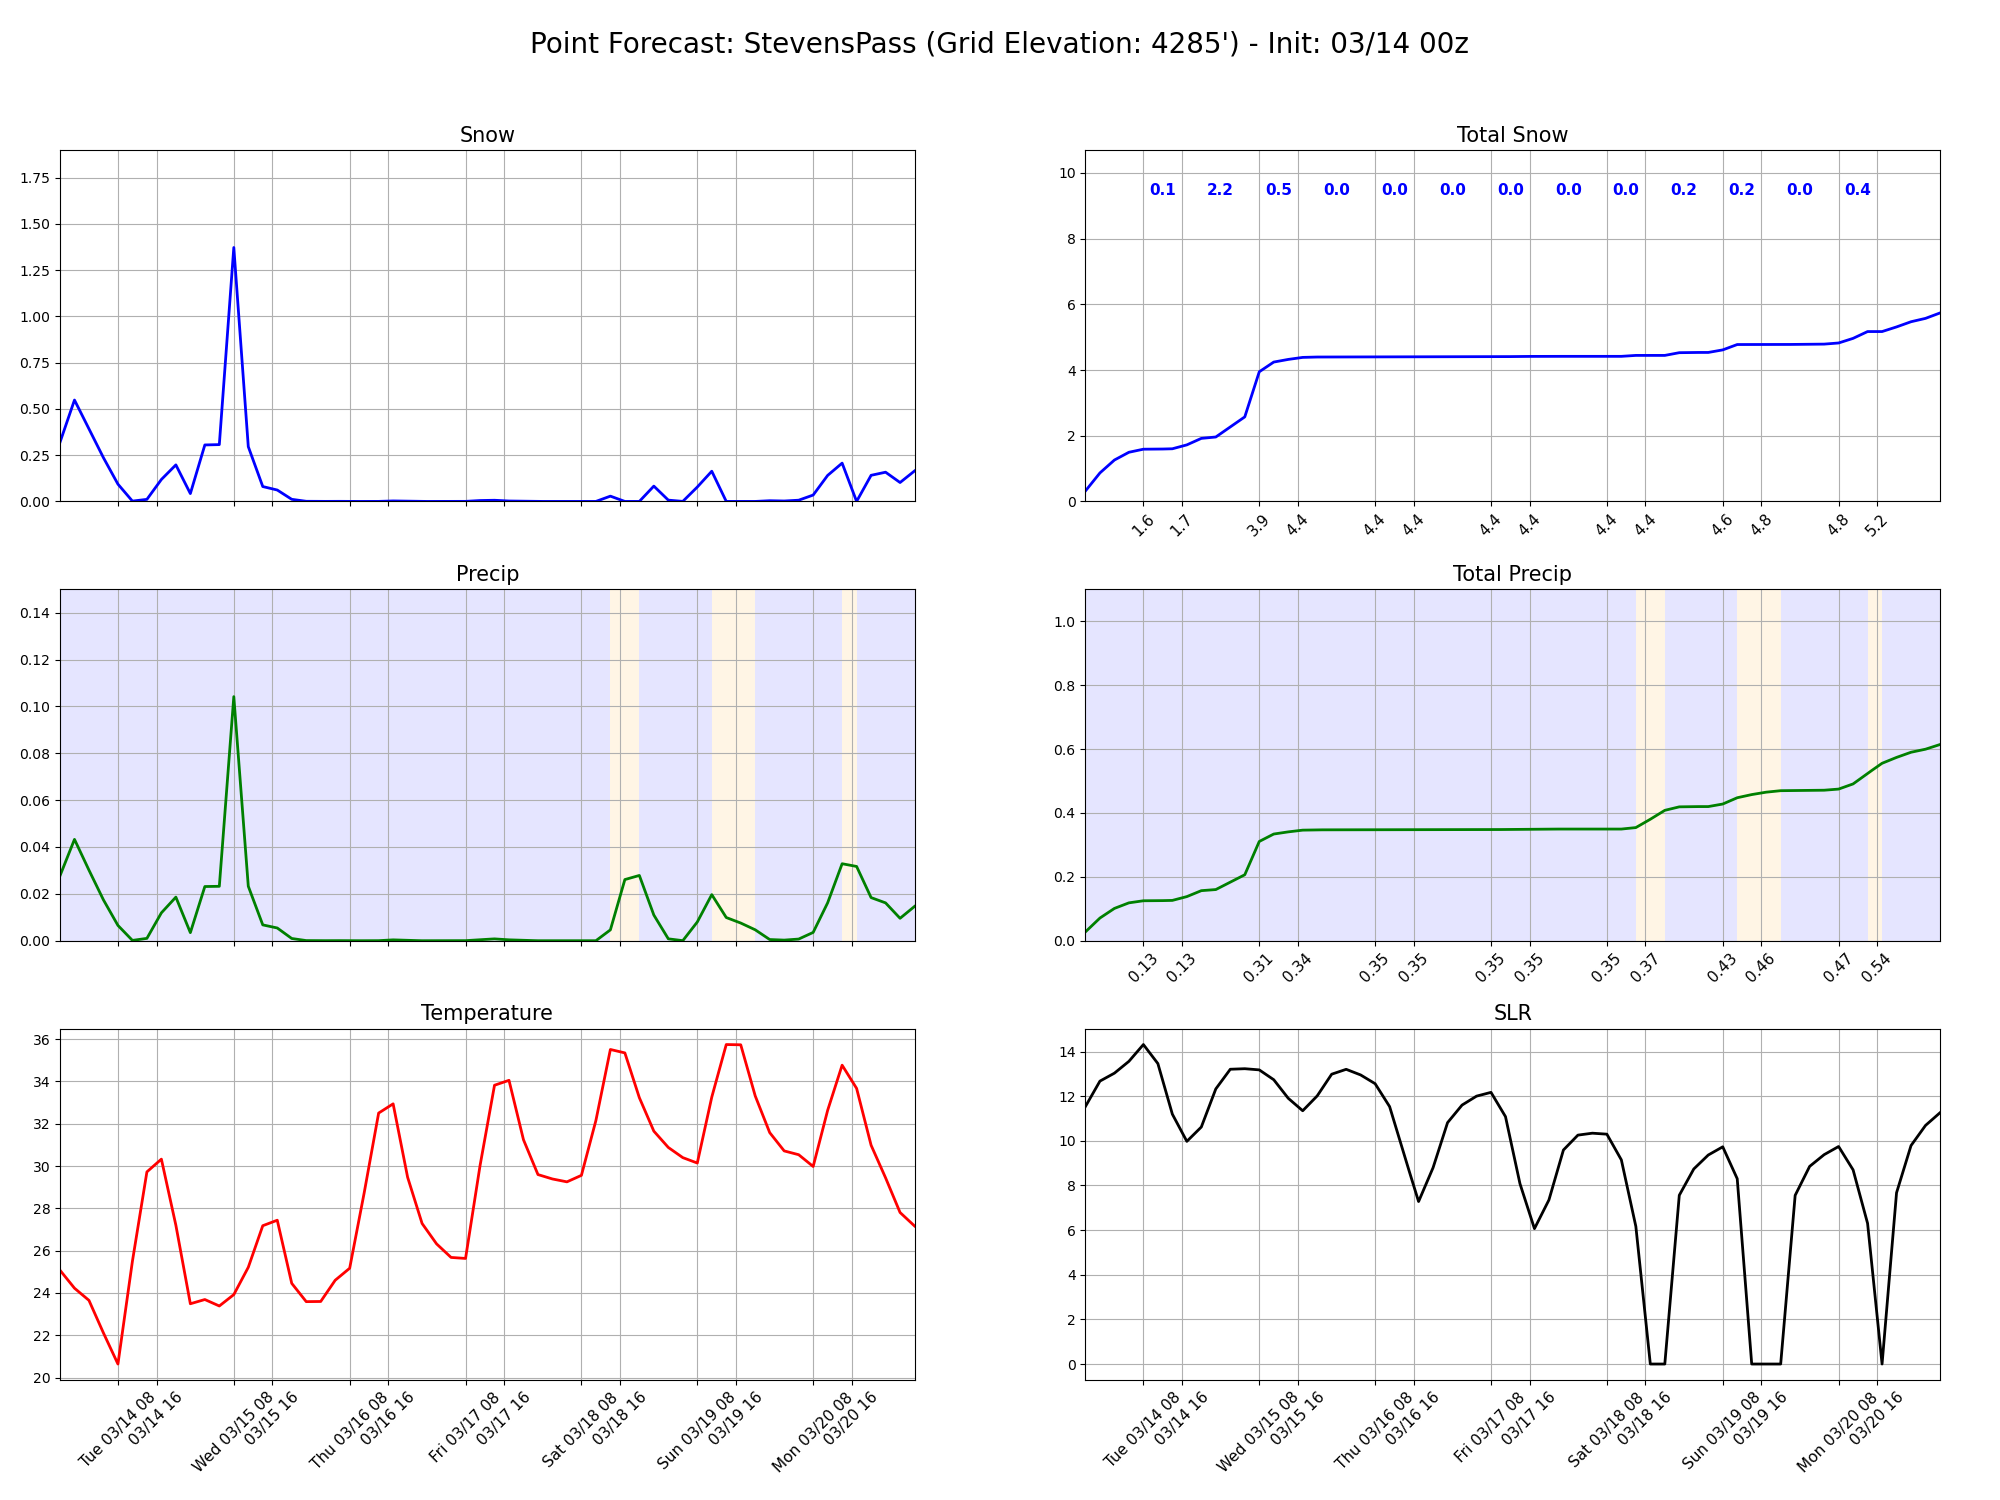 Point Forecast: StevensPass (Grid Elevation: 4285') - Init: 03/14 00z
Snow
1.75
1.50
1.25
1.00
0.75
0.50
0.25
0.00
Total Snow
10
8
6
4
2
0
0.1 2.2 0.5 0.0 0.0 0.0 0.0 0.0 0.0 0.2 0.2 0.0 0.4
1.6 1.7 3.9 4.4 4.4 4.4 4.4 4.4 4.4 4.4 4.6 4.8 4.8 5.2
Precip
0.14
0.12
0.10
0.08
0.06
0.04
0.02
0.00
Total Precip
1.0
0.8
0.6
0.4
0.2
0.0
0.13 0.13 0.31 0.34 0.35 0.35 0.35 0.35 0.35 0.37 0.43 0.46 0.47 0.54
Temperature
36
34
32
30
28
26
24
22
20
Tue 03/14 08
03/14 16
Wed 03/15 08
03/15 16
Thu 03/16 08
03/16 16
Fri 03/17 08
03/17 16
Sat 03/18 08
03/18 16
Sun 03/19 08
03/19 16
Mon 03/20 08
03/20 16
SLR
14
12
10
8
6
4
2
0
Tue 03/14 08
03/14 16
Wed 03/15 08
03/15 16
Thu 03/16 08
03/16 16
Fri 03/17 08
03/17 16
Sat 03/18 08
03/18 16
Sun 03/19 08
03/19 16
Mon 03/20 08
03/20 16